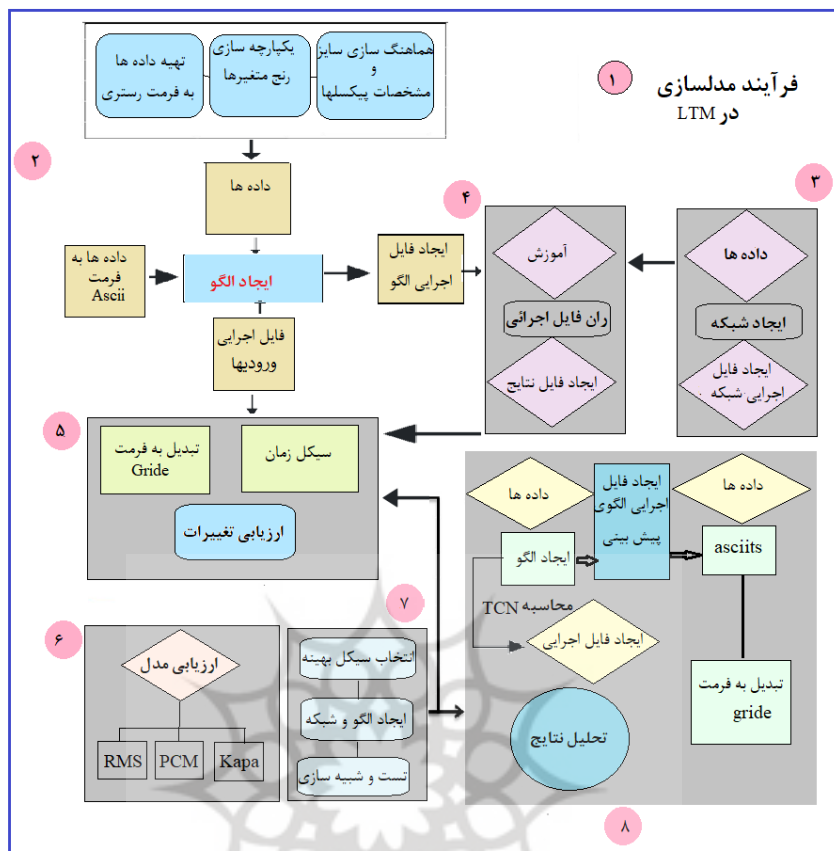 ۱
فرآیند مدلسازی
در LTM
هماهنگ سازی سایز
و
مشخصات پیکسلها
یکپارچه سازی
رنج متغیرها
تهیه داده ها
به فرمت رستری
۲
داده ها
داده ها به
فرمت
Ascii
ایجاد الگو
ایجاد فایل
اجرایی الگو
فایل اجرایی
ورودیها
۳
داده ها
ایجاد شبکه
ایجاد فایل
اجرایی شبکه
۴
آموزش
ران فایل اجرائی
ایجاد فایل نتایج
۵
سیکل زمان
تبدیل به فرمت
Gride
ارزیابی تغییرات
۶
ارزیابی مدل
RMS
PCM
Kapa
۷
انتخاب سیکل بهینه
ایجاد الگو و شبکه
تست و شبیه سازی
داده ها
ایجاد فایل
اجرایی الگوی
پیش بینی
داده ها
ایجاد الگو
asciits
محاسبه TCN
ایجاد فایل اجرایی
تبدیل به فرمت
gride
تحلیل نتایج
۸